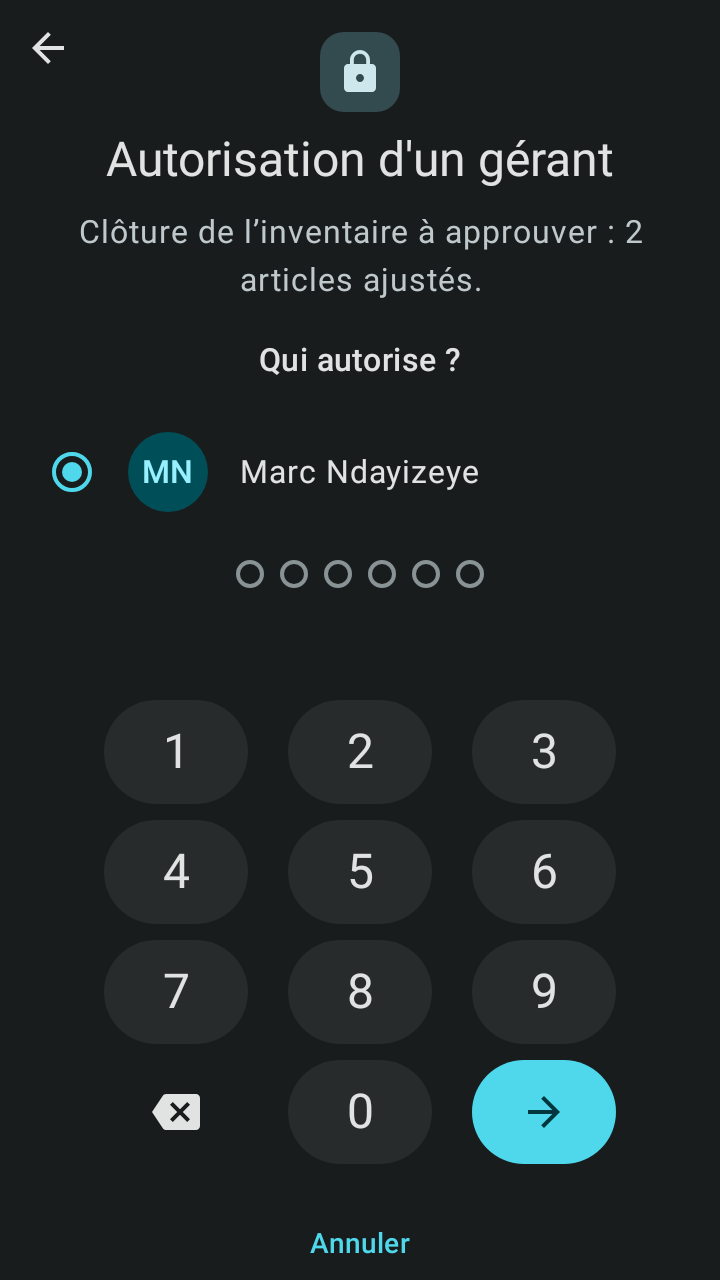 Autorisation d'un gérant
Clôture de l’inventaire à approuver : 2
articles ajustés.
Qui autorise ?
MN Marc Ndayizeye
1 2 3
4 5 6
7 8 9
0
Annuler